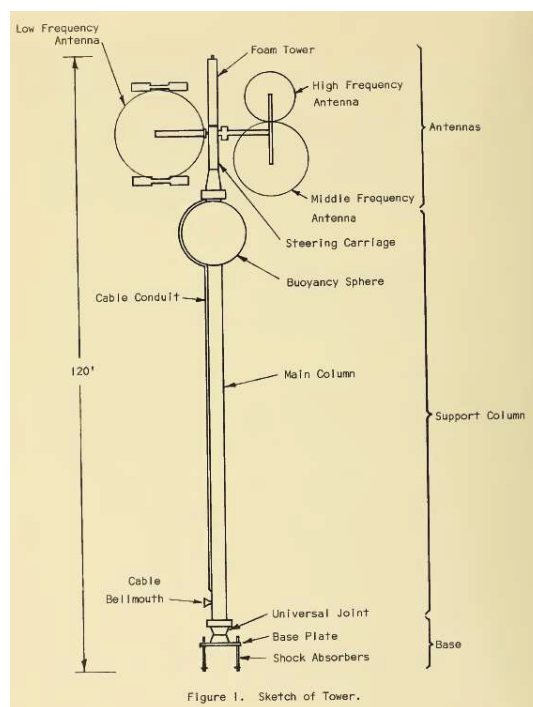 Low Frequency
Antenna
Foam Tower
High Frequency
Antenna
Antennas
Middle Frequency
Antenna
Steering Carriage
Buoyancy Sphere
Cable Conduit
120'
Main Column
Support Column
Cable
Bellmouth
Universal Joint
Base Plate
Base
Shock Absorbers
Figure 1. Sketch of Tower.